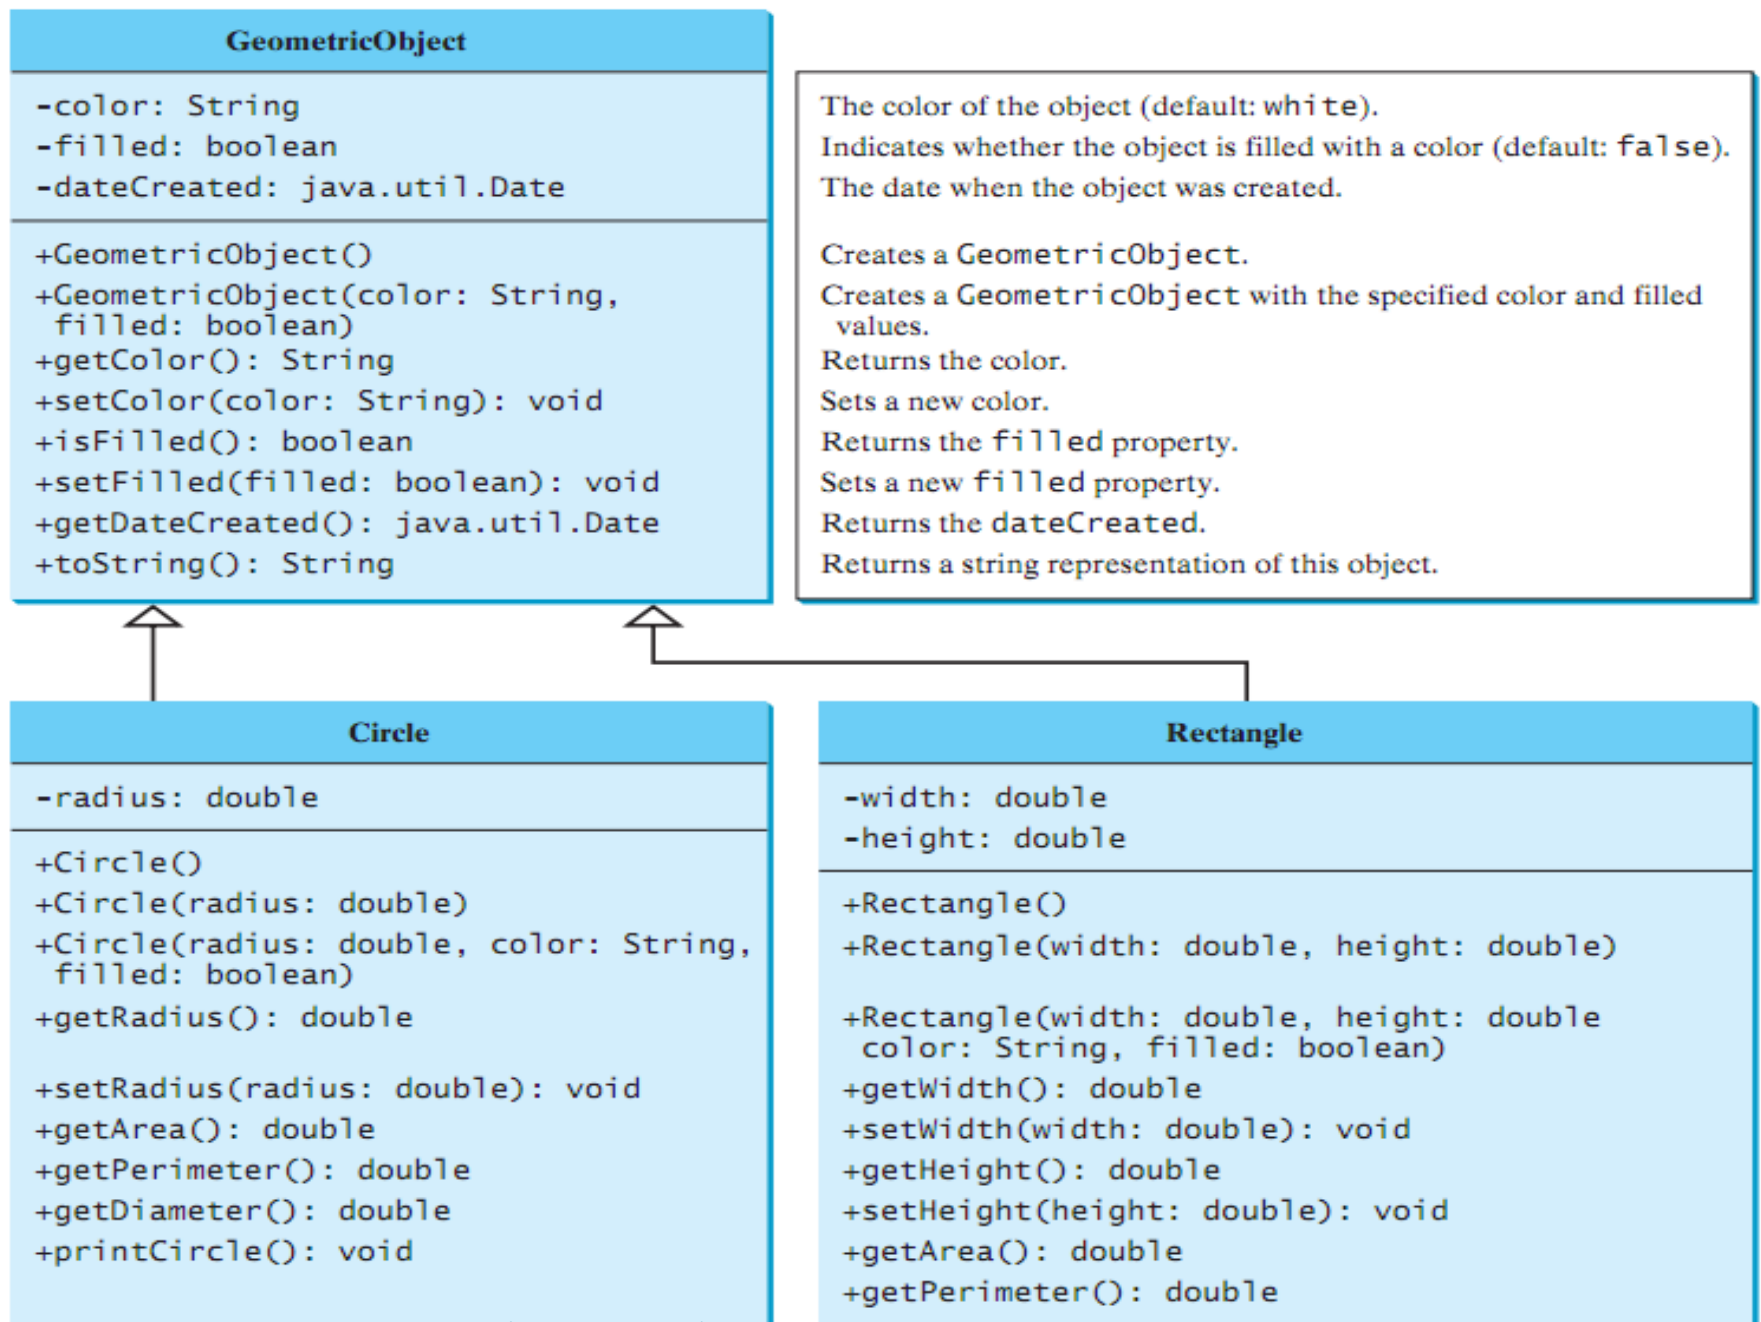 GeometricObject
-color: String
-filled: boolean
-dateCreated: java.util.Date
+GeometricObject()
+GeometricObject(color: String,
filled: boolean)
+getColor(): String
+setColor(color: String): void
+isFilled(): boolean
+setFilled(filled: boolean): void
+getDateCreated(): java.util.Date
+toString(): String
The color of the object (default: white).
Indicates whether the object is filled with a color (default: false).
The date when the object was created.
Creates a GeometricObject.
Creates a GeometricObject with the specified color and filled
values.
Returns the color.
Sets a new color.
Returns the filled property.
Sets a new filled property.
Returns the dateCreated.
Returns a string representation of this object.
Circle
-radius: double
+Circle()
+Circle(radius: double)
+Circle(radius: double, color: String,
filled: boolean)
+getRadius(): double
+setRadius(radius: double): void
+getArea(): double
+getPerimeter(): double
+getDiameter(): double
+printCircle(): void
Rectangle
-width: double
-height: double
+Rectangle()
+Rectangle(width: double, height: double)
+Rectangle(width: double, height: double
color: String, filled: boolean)
+getWidth(): double
+setWidth(width: double): void
+getHeight(): double
+setHeight(height: double): void
+getArea(): double
+getPerimeter(): double